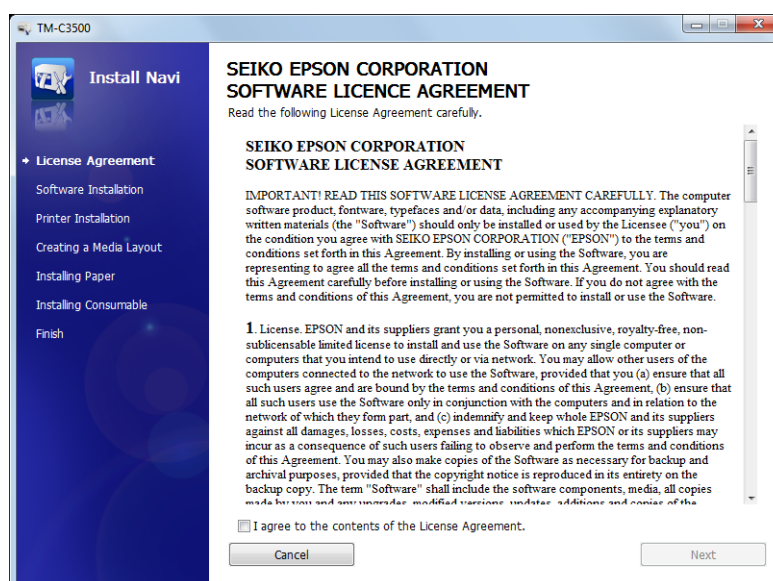 TM-C3500
Install Navi
License Agreement
Software Installation
Printer Installation
Creating a Media Layout
Installing Paper
Installing Consumable
Finish
SEIKO EPSON CORPORATION
SOFTWARE LICENCE AGREEMENT
Read the following License Agreement carefully.
SEIKO EPSON CORPORATION
SOFTWARE LICENSE AGREEMENT
IMPORTANT! READ THIS SOFTWARE LICENSE AGREEMENT CAREFULLY. The computer
software product, fontware, typefaces and/or data, including any accompanying explanatory
written materials (the "Software") should only be installed or used by the Licensee ("you") on
the condition you agree with SEIKO EPSON CORPORATION ("EPSON") to the terms and
conditions set forth in this Agreement. By installing or using the Software, you are
representing to agree all the terms and conditions set forth in this Agreement. You should read
this Agreement carefully before installing or using the Software. If you do not agree with the
terms and conditions of this Agreement, you are not permitted to install or use the Software.
1. License. EPSON and its suppliers grant you a personal, nonexclusive, royalty-free, non-
sublicensable limited license to install and use the Software on any single computer or
computers that you intend to use directly or via network. You may allow other users of the
computers connected to the network to use the Software, provided that you (a) ensure that all
such users agree and are bound by the terms and conditions of this Agreement, (b) ensure that
all such users use the Software only in conjunction with the computers and in relation to the
network of which they form part, and (c) indemnify and keep whole EPSON and its suppliers
against all damages, losses, costs, expenses and liabilities which EPSON or its suppliers may
incur as a consequence of such users failing to observe and perform the terms and conditions
of this Agreement. You may also make copies of the Software as necessary for backup and
archival purposes, provided that the copyright notice is reproduced in its entirety on the
backup copy. The term "Software" shall include the software components, media, all copies
made by you and any upgrades, modified versions, updates, additions and copies of the
I agree to the contents of the License Agreement.
Cancel
Next